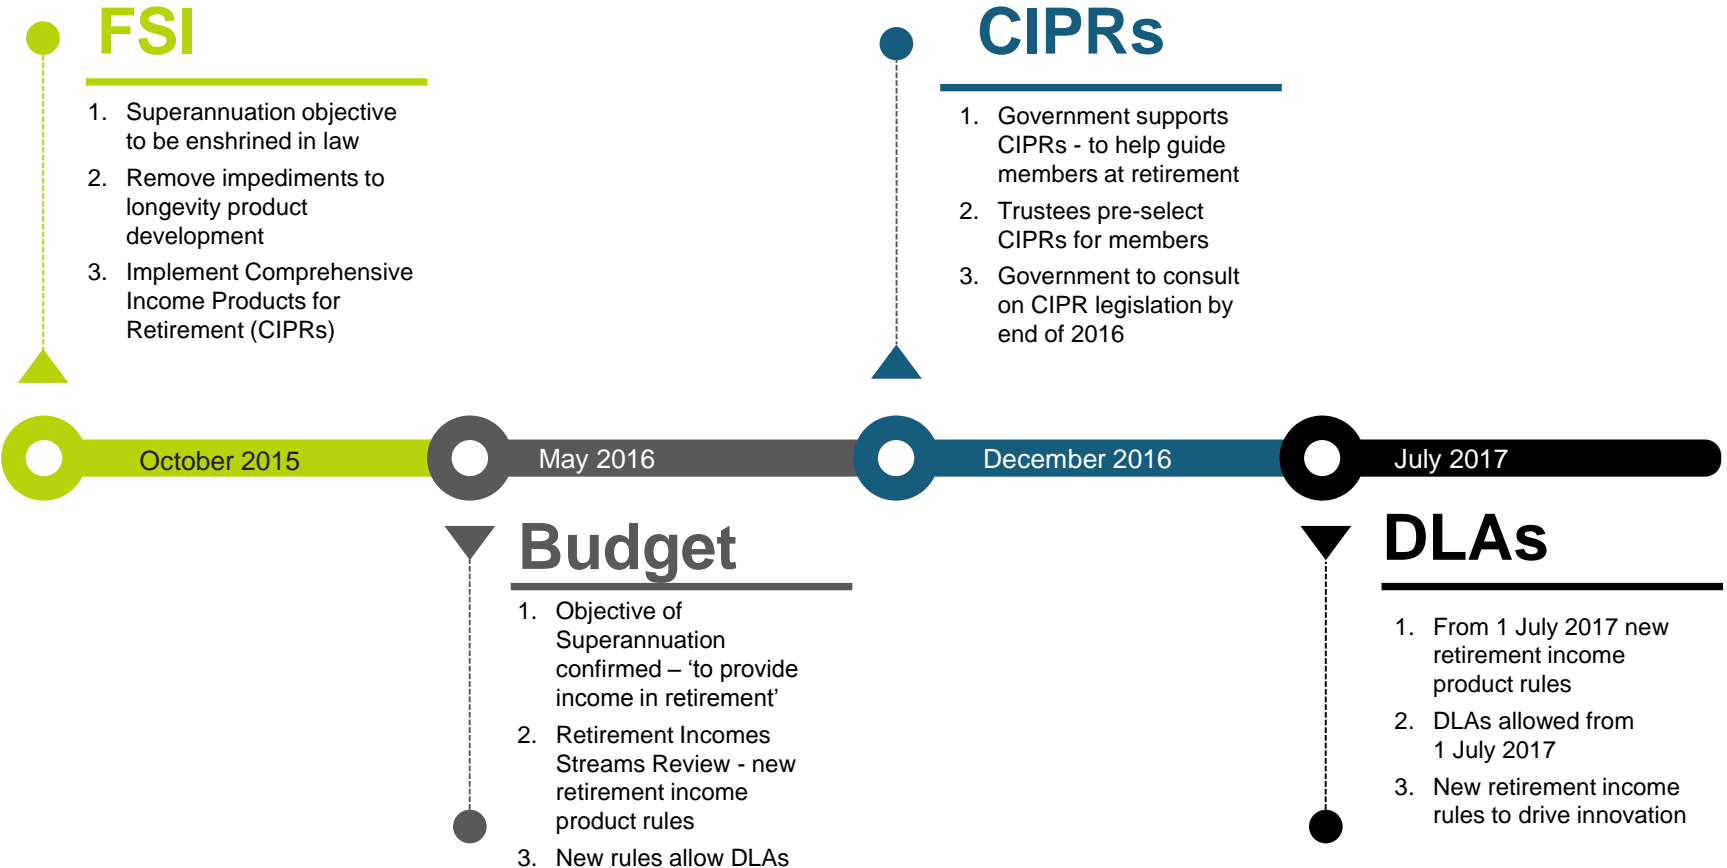 FSI
1. Superannuation objective
to be enshrined in law
2. Remove impediments to
longevity product
development
3. Implement Comprehensive
Income Products for
Retirement (CIPRs)
CIPRs
1. Government supports
CIPRs - to help guide
members at retirement
2. Trustees pre-select
CIPRs for members
3. Government to consult
on CIPR legislation by
end of 2016
October 2015
May 2016
December 2016
July 2017
Budget
1. Objective of
Superannuation
confirmed – ‘to provide
income in retirement’
2. Retirement Incomes
Streams Review - new
retirement income
product rules
3. New rules allow DLAs
DLAs
1. From 1 July 2017 new
retirement income
product rules
2. DLAs allowed from
1 July 2017
3. New retirement income
rules to drive innovation